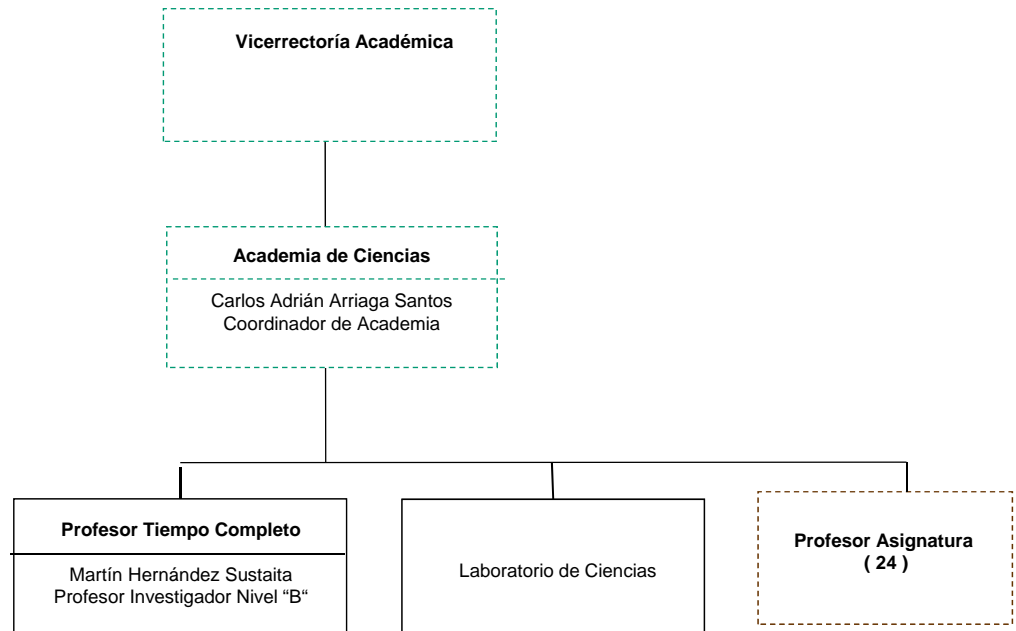 Vicerrectoría Académica
Academia de Ciencias
Carlos Adrián Arriaga Santos
Coordinador de Academia
Profesor Tiempo Completo
Martín Hernández Sustaita
Profesor Investigador Nivel “B“
Laboratorio de Ciencias
Profesor Asignatura
( 24 )